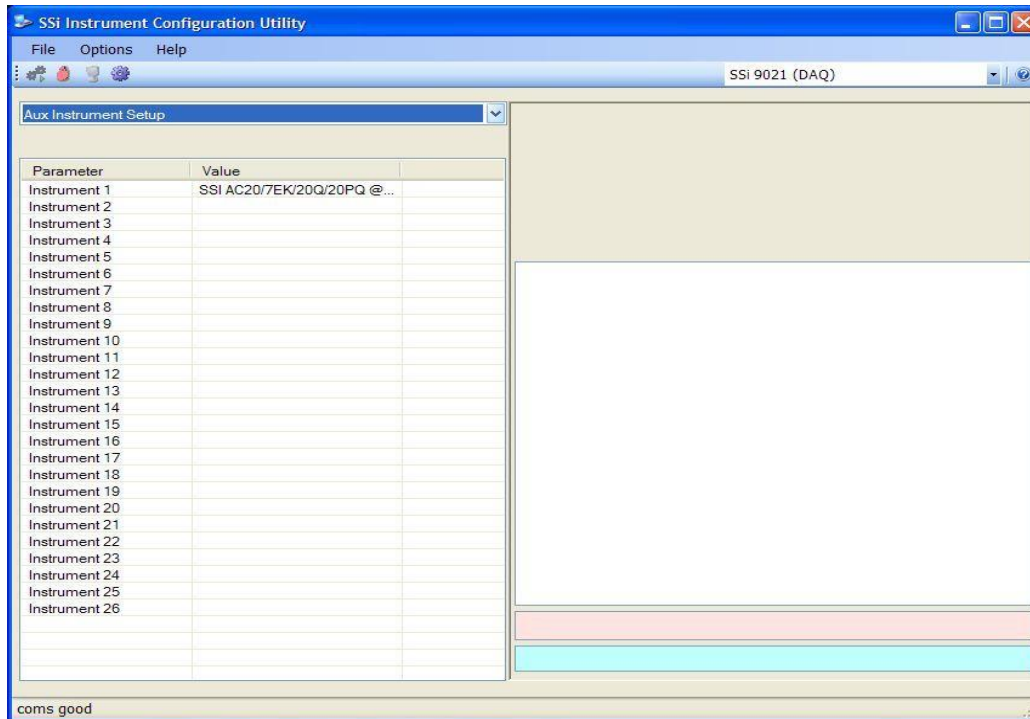 SSi Instrument Configuration Utility
File Options Help
SSi 9021 (DAQ)
Aux Instrument Setup
Parameter Value
Instrument 1 SSI AC20/7EK/20Q/20PQ @...
Instrument 2
Instrument 3
Instrument 4
Instrument 5
Instrument 6
Instrument 7
Instrument 8
Instrument 9
Instrument 10
Instrument 11
Instrument 12
Instrument 13
Instrument 14
Instrument 15
Instrument 16
Instrument 17
Instrument 18
Instrument 19
Instrument 20
Instrument 21
Instrument 22
Instrument 23
Instrument 24
Instrument 25
Instrument 26
coms good